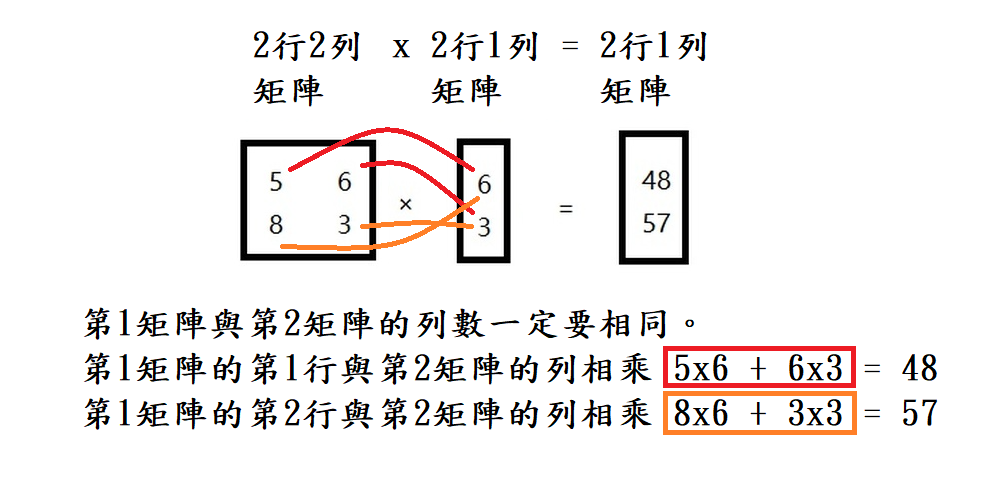 2行2列 x 2行1列 = 2行1列
矩陣 矩陣 矩陣
5 6 6 48
× =
8 3 3 57
第1矩陣與第2矩陣的列數一定要相同。
第1矩陣的第1行與第2矩陣的列相乘 5x6 + 6x3 = 48
第1矩陣的第2行與第2矩陣的列相乘 8x6 + 3x3 = 57